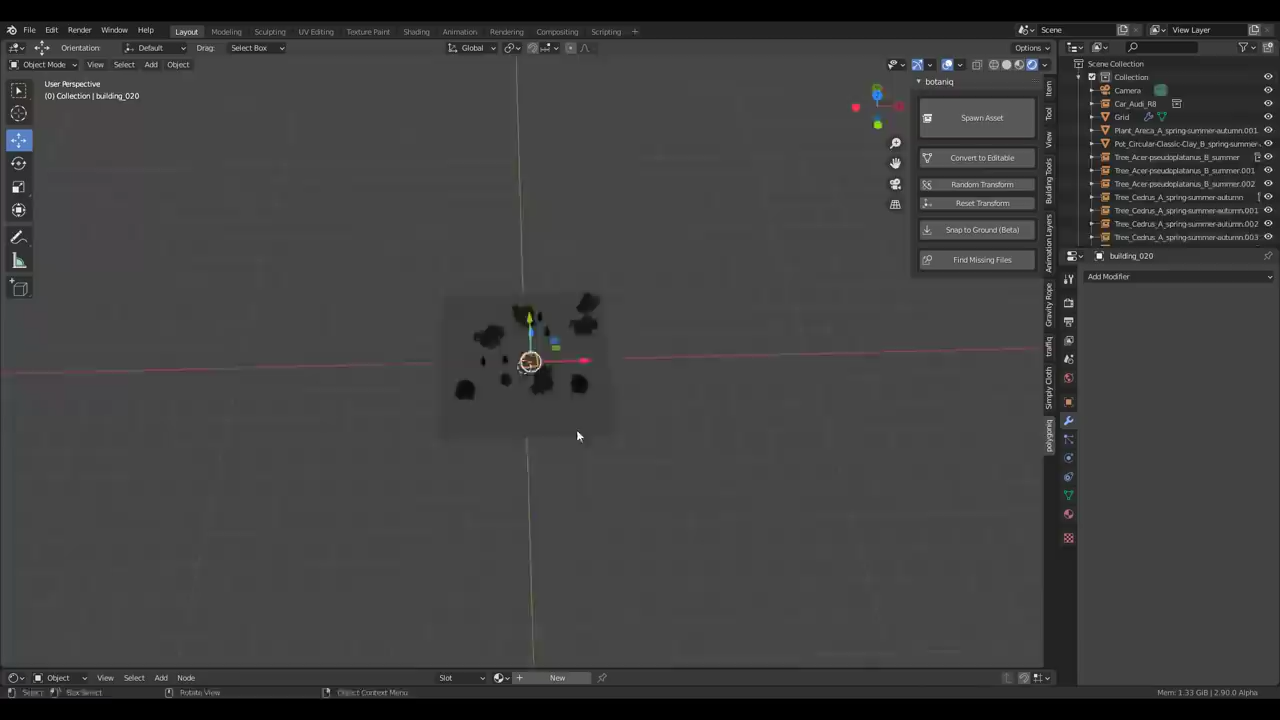 File Edit Render Window Help Layout Modeling Sculpting UV Editing Texture Paint Shading Animation Rendering Compositing Scripting + Scene View Layer
Orientation: Default Drag: Select Box Global Options
Object Mode View Select Add Object
User Perspective
(0) Collection | building_020
botaniq
Spawn Asset
Convert to Editable
Random Transform
Reset Transform
Snap to Ground (Beta)
Find Missing Files
Item
Tool
View
Building Tools
Animation Layers
Gravity Rope
traffiq
Simply Cloth
polygoniq
Scene Collection
Collection
Camera
Car_Audi_R8
Grid
Plant_Areca_A_spring-summer-autumn.001
Pot_Circular-Classic-Clay_B_spring-summer-
Tree_Acer-pseudoplatanus_B_summer
Tree_Acer-pseudoplatanus_B_summer.001
Tree_Acer-pseudoplatanus_B_summer.002
Tree_Cedrus_A_spring-summer-autumn
Tree_Cedrus_A_spring-summer-autumn.001
Tree_Cedrus_A_spring-summer-autumn.002
Tree_Cedrus_A_spring-summer-autumn.003
building_020
Add Modifier
Object View Select Add Node Slot New
Select Box Select Rotate View Object Context Menu Mem: 1.33 GiB | 2.90.0 Alpha